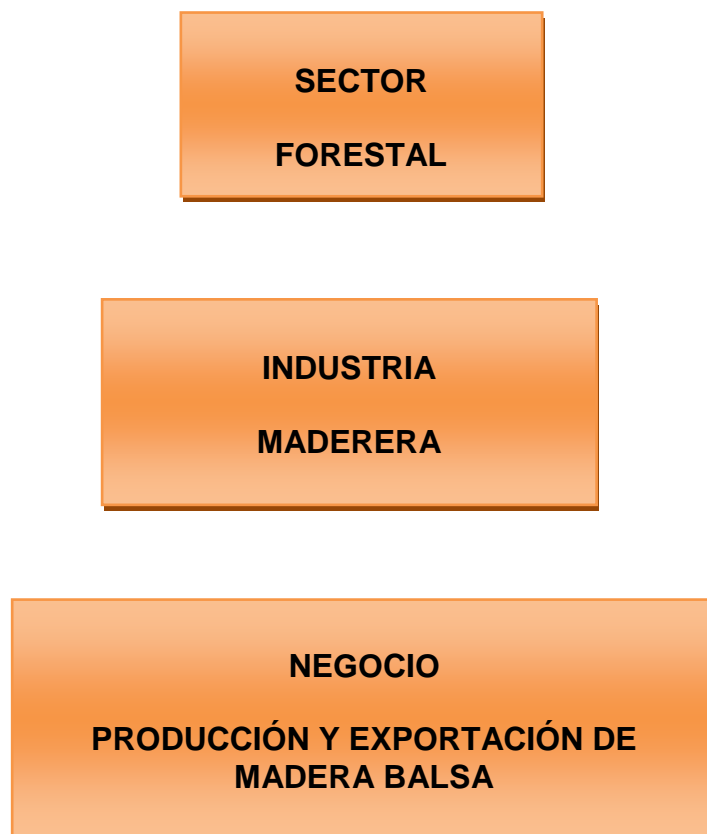 SECTOR
FORESTAL
INDUSTRIA
MADERERA
NEGOCIO
PRODUCCIÓN Y EXPORTACIÓN DE
MADERA BALSA